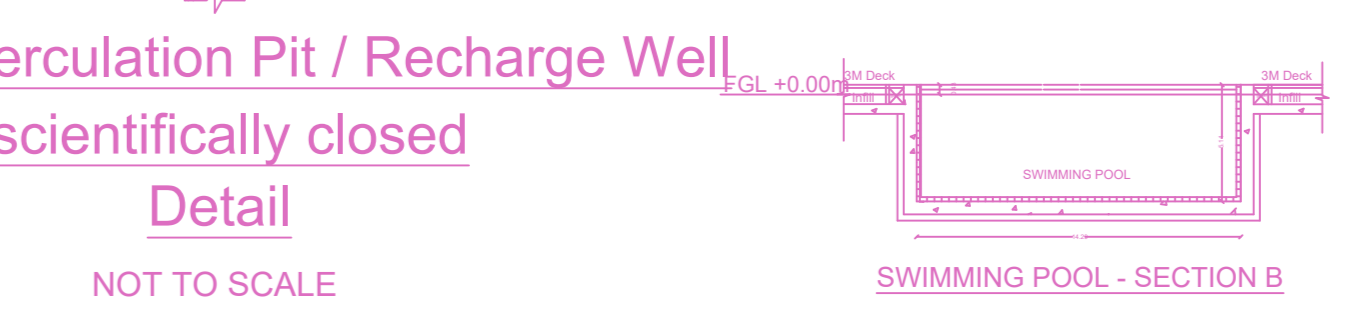 erculation Pit / Recharge Well
scientifically closed
Detail
NOT TO SCALE
FGL +0.00m
3M Deck
3M Deck
Infill
Infill
SWIMMING POOL
SWIMMING POOL - SECTION B